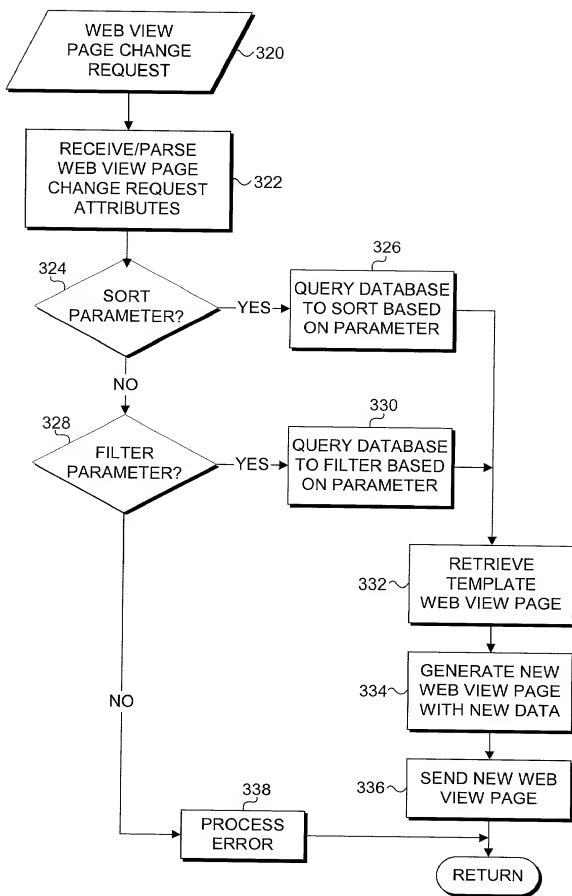 WEB VIEW
PAGE CHANGE
REQUEST
320
RECEIVE/PARSE
WEB VIEW PAGE
CHANGE REQUEST
ATTRIBUTES
322
324
SORT
PARAMETER?
YES
326
QUERY DATABASE
TO SORT BASED
ON PARAMETER
NO
328
FILTER
PARAMETER?
YES
330
QUERY DATABASE
TO FILTER BASED
ON PARAMETER
332
RETRIEVE
TEMPLATE
WEB VIEW PAGE
334
GENERATE NEW
WEB VIEW PAGE
WITH NEW DATA
NO
336
SEND NEW WEB
VIEW PAGE
338
PROCESS
ERROR
RETURN